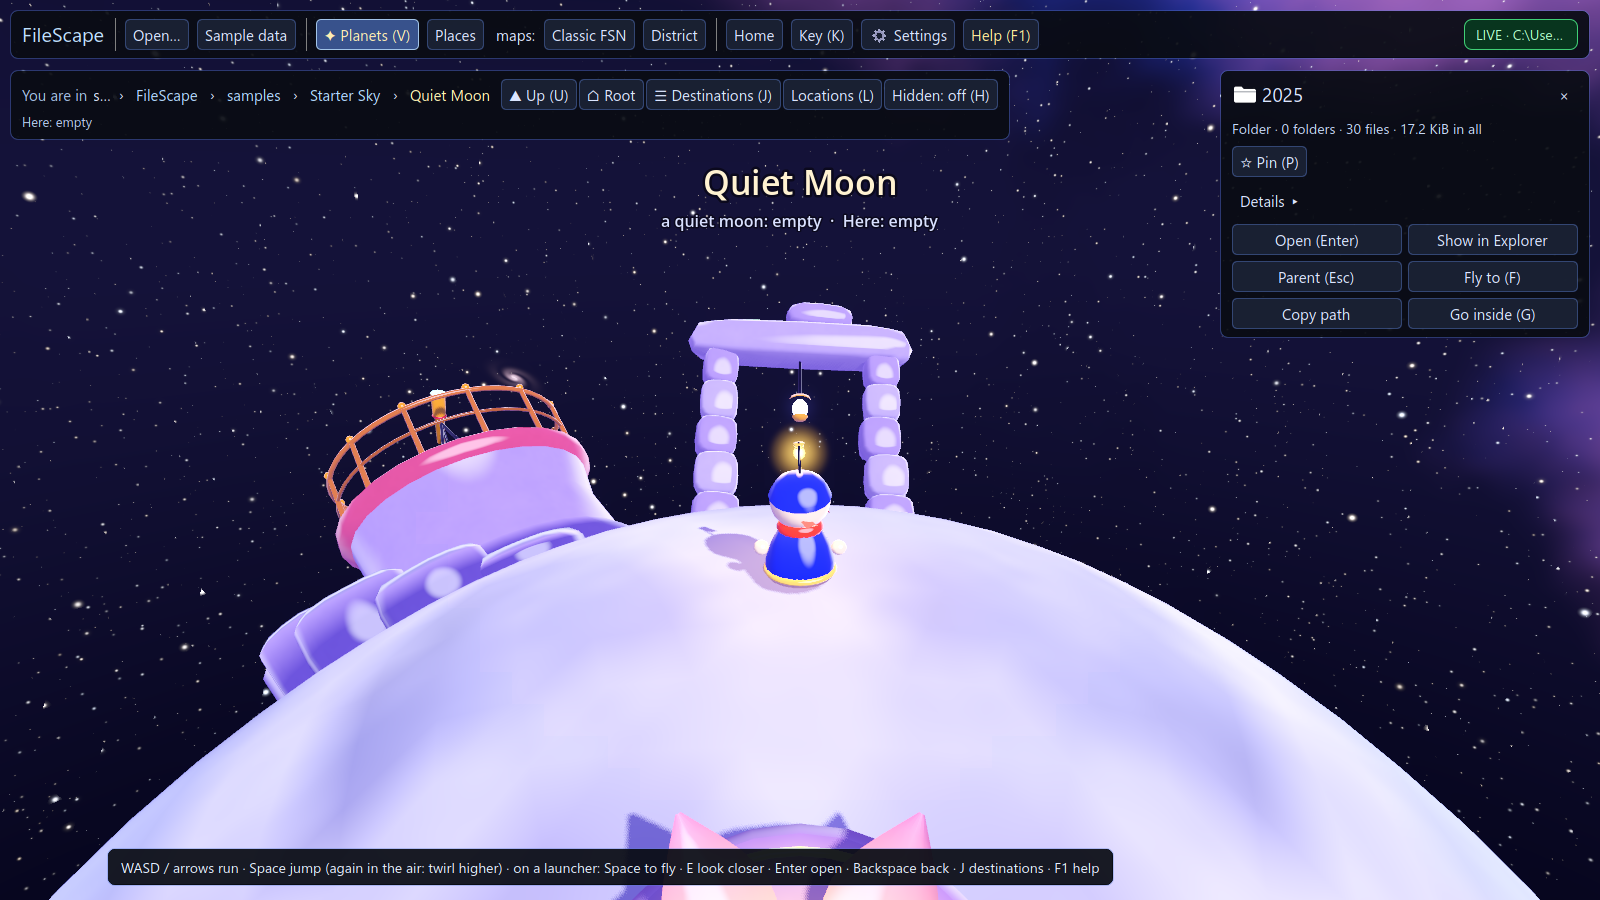 FileScape Open... Sample data ✦ Planets (V) Places maps: Classic FSN District Home Key (K) ⚙ Settings Help (F1) LIVE · C:\Use...
You are in s... › FileScape › samples › Starter Sky › Quiet Moon ▲ Up (U) ⌂ Root ☰ Destinations (J) Locations (L) Hidden: off (H)
Here: empty
2025 ×
Folder · 0 folders · 30 files · 17.2 KiB in all
☆ Pin (P)
Details ▸
Open (Enter) Show in Explorer
Parent (Esc) Fly to (F)
Copy path Go inside (G)
Quiet Moon
a quiet moon: empty · Here: empty
WASD / arrows run · Space jump (again in the air: twirl higher) · on a launcher: Space to fly · E look closer · Enter open · Backspace back · J destinations · F1 help